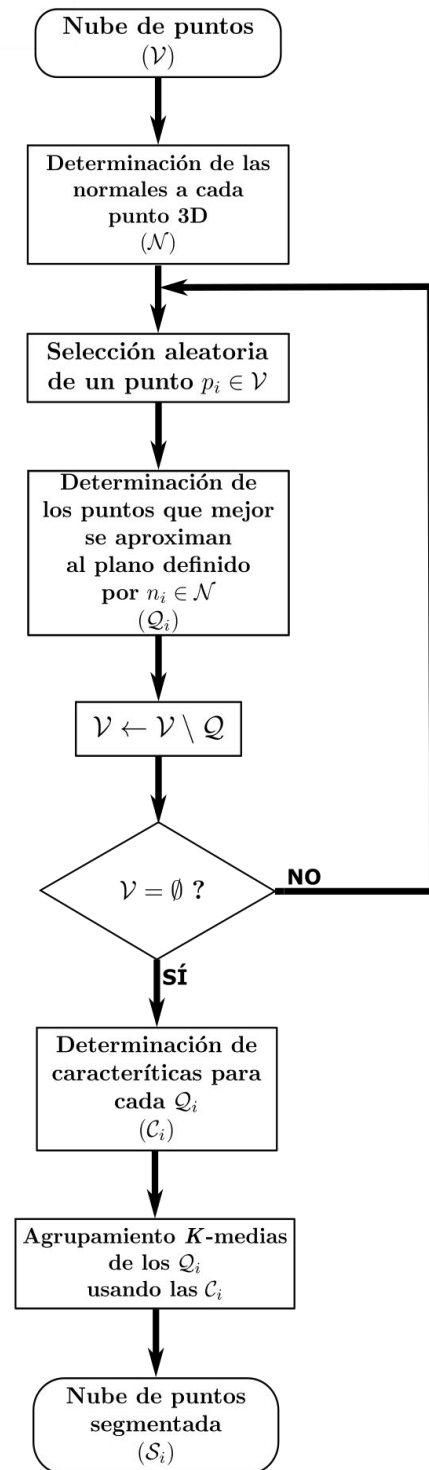 Nube de puntos
(𝒱)
Determinación de las
normales a cada
punto 3D
(𝒩)
Selección aleatoria
de un punto pᵢ ∈ 𝒱
Determinación de
los puntos que mejor
se aproximan
al plano definido
por nᵢ ∈ 𝒩
(𝒬ᵢ)
𝒱 ← 𝒱 \ 𝒬
𝒱 = ∅ ?
NO
SÍ
Determinación de
caracteríticas para
cada 𝒬ᵢ
(𝒞ᵢ)
Agrupamiento K-medias
de los 𝒬ᵢ
usando las 𝒞ᵢ
Nube de puntos
segmentada
(𝒮ᵢ)